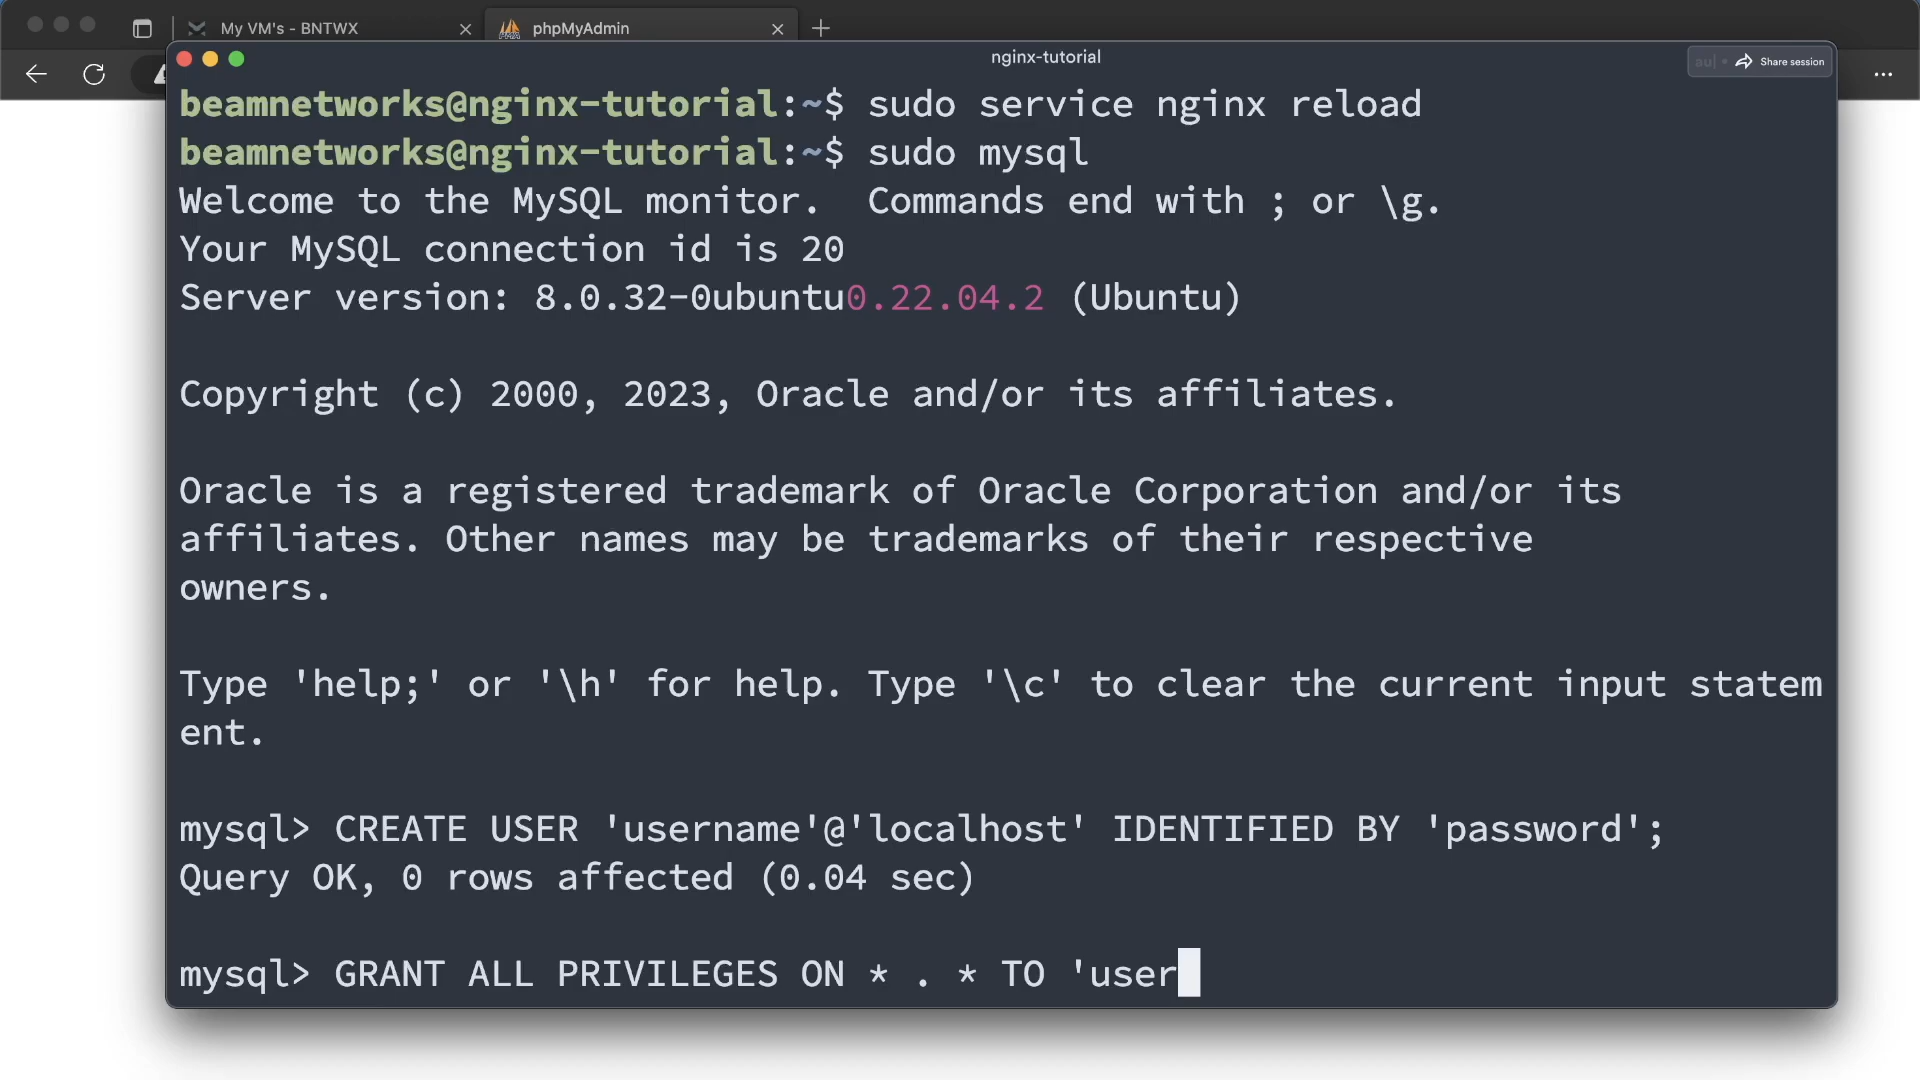 My VM's - BNTWX
phpMyAdmin
nginx-tutorial
Share session
beamnetworks@nginx-tutorial:~$ sudo service nginx reload
beamnetworks@nginx-tutorial:~$ sudo mysql
Welcome to the MySQL monitor.  Commands end with ; or \g.
Your MySQL connection id is 20
Server version: 8.0.32-0ubuntu0.22.04.2 (Ubuntu)
Copyright (c) 2000, 2023, Oracle and/or its affiliates.
Oracle is a registered trademark of Oracle Corporation and/or its
affiliates. Other names may be trademarks of their respective
owners.
Type 'help;' or '\h' for help. Type '\c' to clear the current input statem
ent.
mysql> CREATE USER 'username'@'localhost' IDENTIFIED BY 'password';
Query OK, 0 rows affected (0.04 sec)
mysql> GRANT ALL PRIVILEGES ON * . * TO 'user